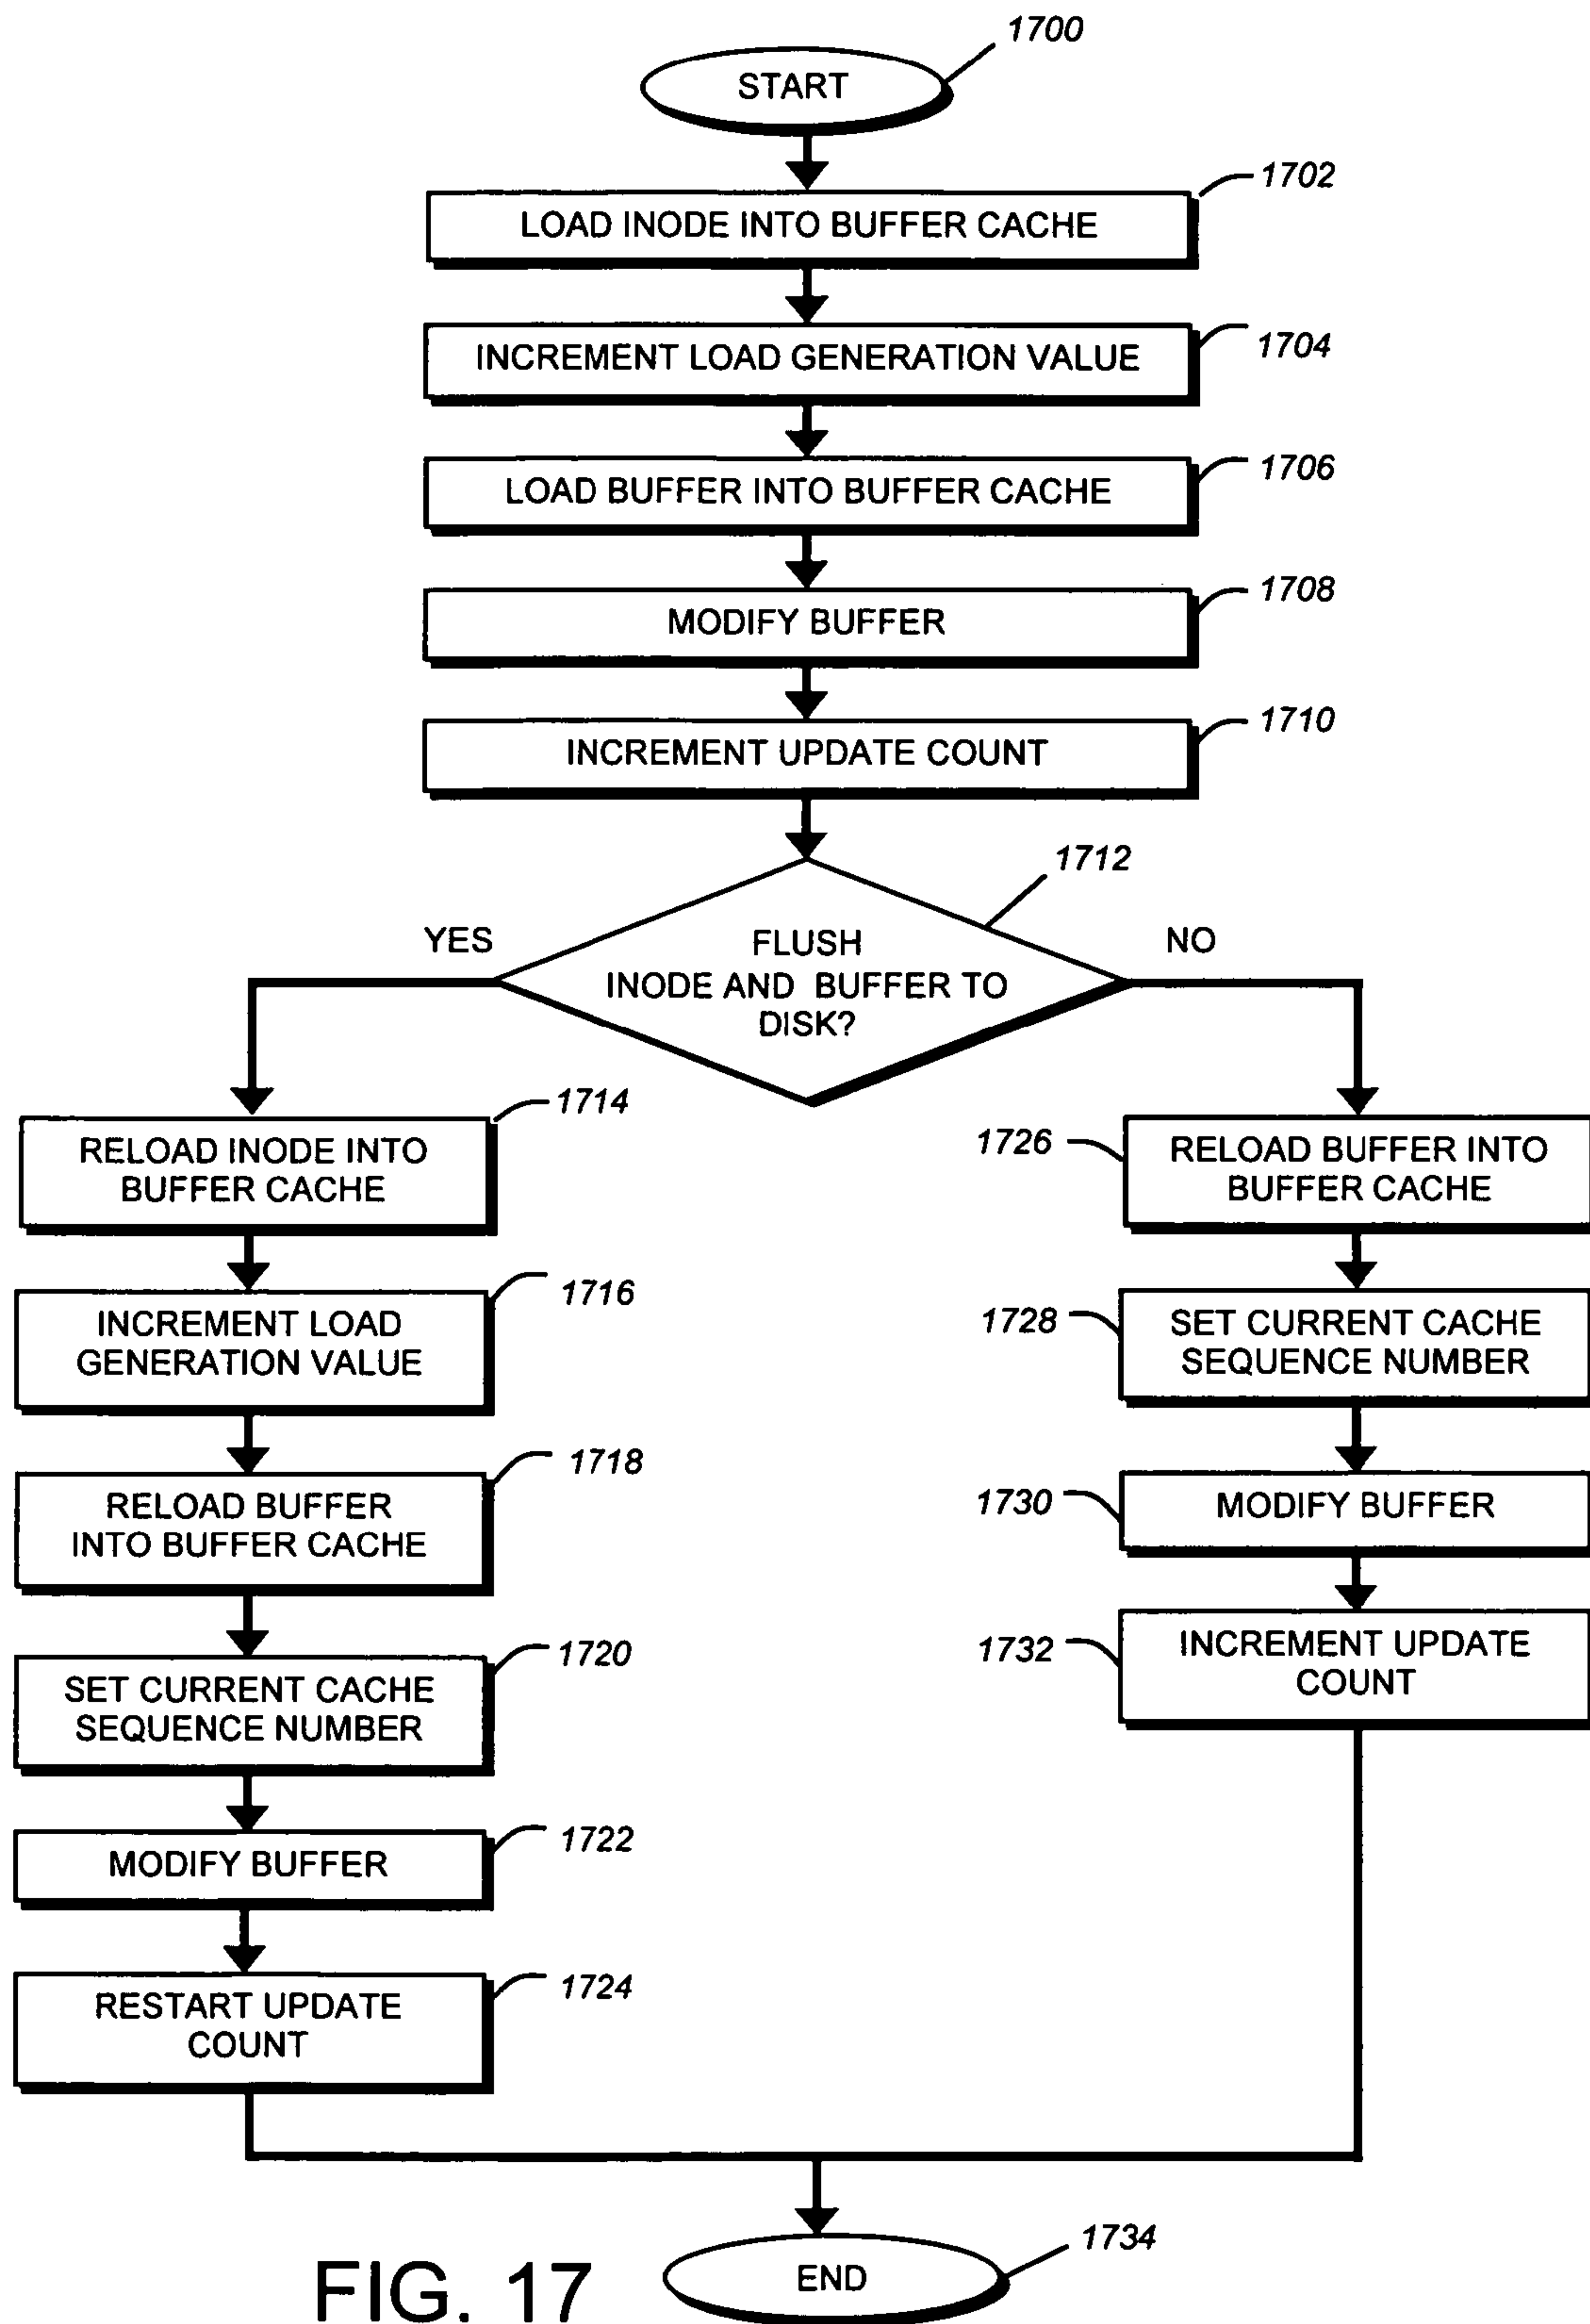 1700
START
1702
LOAD INODE INTO BUFFER CACHE
1704
INCREMENT LOAD GENERATION VALUE
1706
LOAD BUFFER INTO BUFFER CACHE
1708
MODIFY BUFFER
1710
INCREMENT UPDATE COUNT
1712
YES
FLUSH
INODE AND BUFFER TO
DISK?
NO
1714
RELOAD INODE INTO
BUFFER CACHE
1716
INCREMENT LOAD
GENERATION VALUE
1718
RELOAD BUFFER
INTO BUFFER CACHE
1720
SET CURRENT CACHE
SEQUENCE NUMBER
1722
MODIFY BUFFER
1724
RESTART UPDATE
COUNT
1726
RELOAD BUFFER INTO
BUFFER CACHE
1728
SET CURRENT CACHE
SEQUENCE NUMBER
1730
MODIFY BUFFER
1732
INCREMENT UPDATE
COUNT
1734
END
FIG. 17